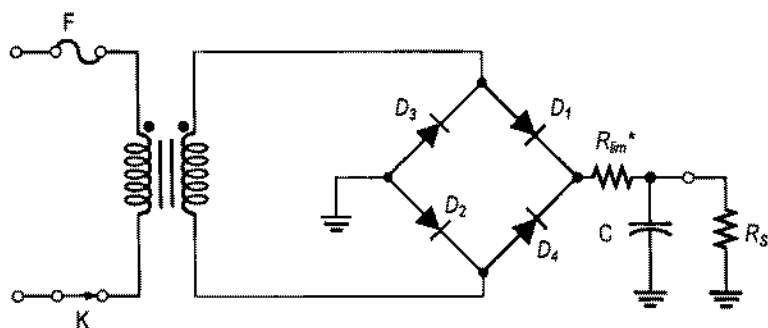 F
D₃
D₁
Rlim*
D₂
D₄
C
RS
K